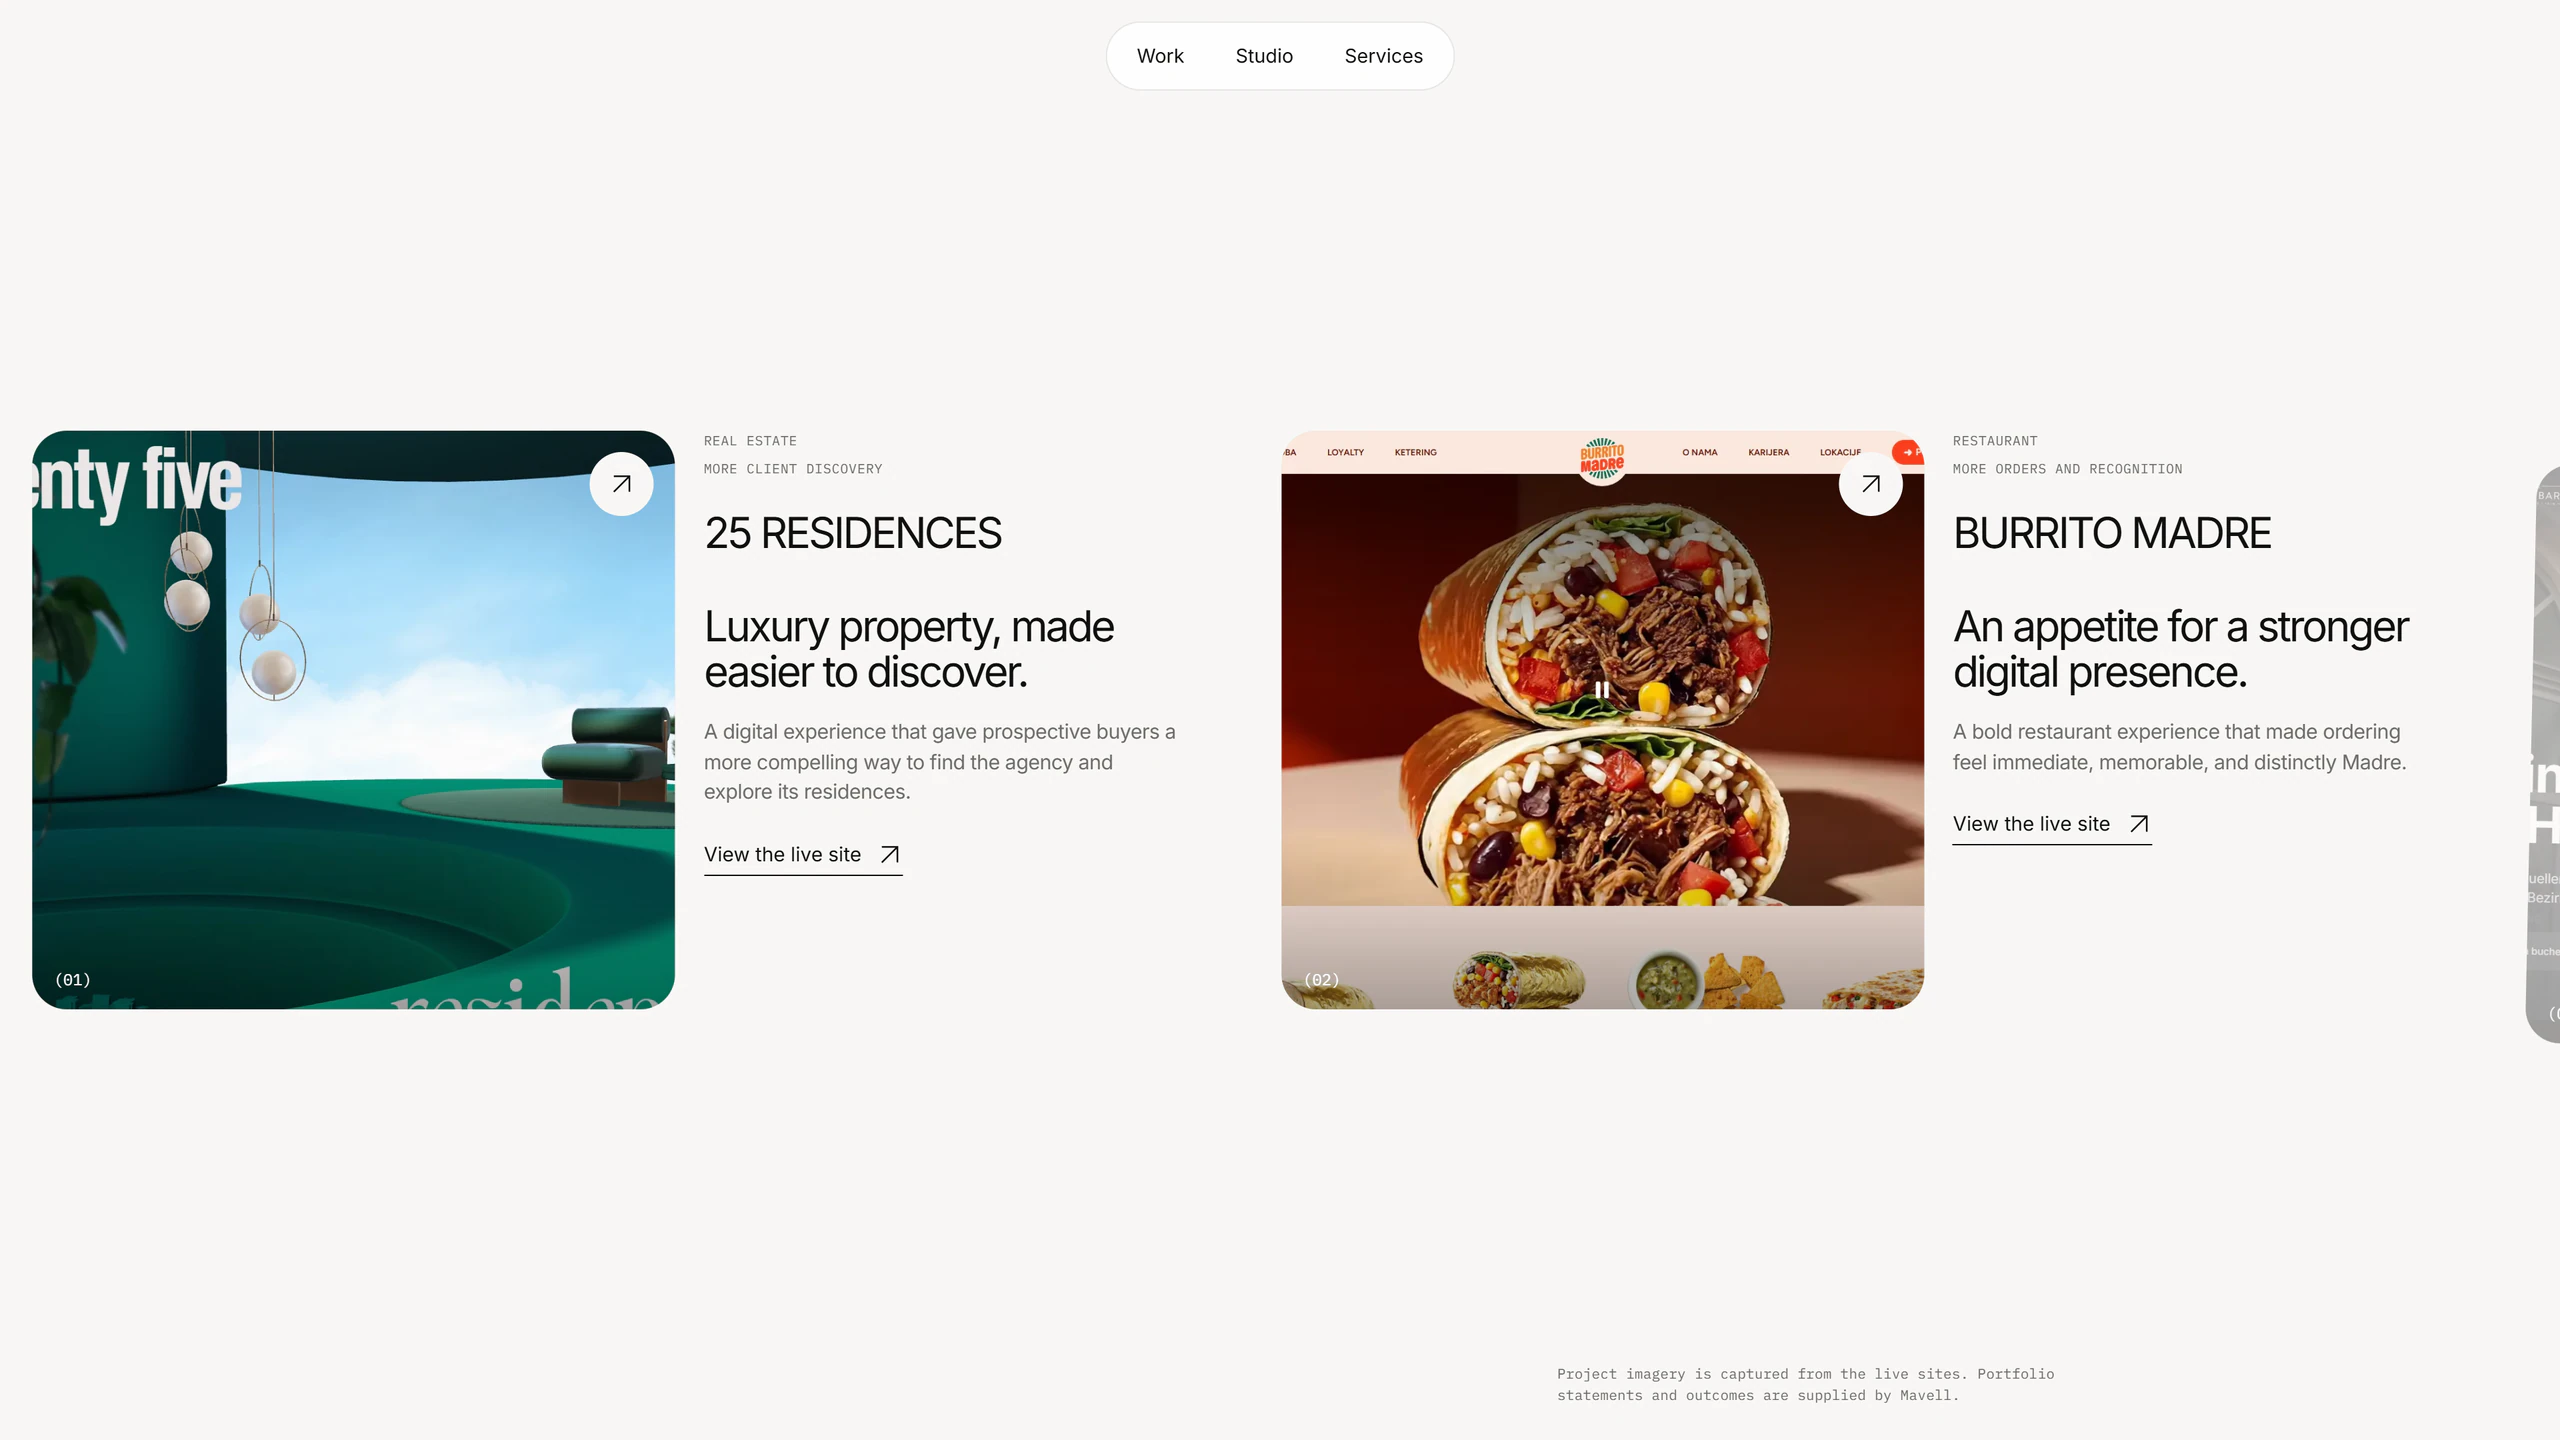 Work Studio Services
enty five
(01)
residen
REAL ESTATE
MORE CLIENT DISCOVERY
25 RESIDENCES
Luxury property, made
easier to discover.
A digital experience that gave prospective buyers a
more compelling way to find the agency and
explore its residences.
View the live site
LOYALTY KETERING
BURRITO
MADRE
O NAMA KARIJERA LOKACIJE
(02)
RESTAURANT
MORE ORDERS AND RECOGNITION
BURRITO MADRE
An appetite for a stronger
digital presence.
A bold restaurant experience that made ordering
feel immediate, memorable, and distinctly Madre.
View the live site
BAR
Project imagery is captured from the live sites. Portfolio
statements and outcomes are supplied by Mavell.